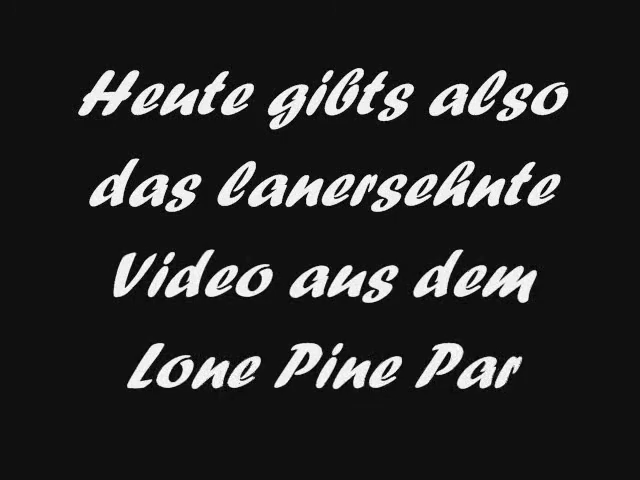 Heute gibts also
das lanersehnte
Video aus dem
Lone Pine Par